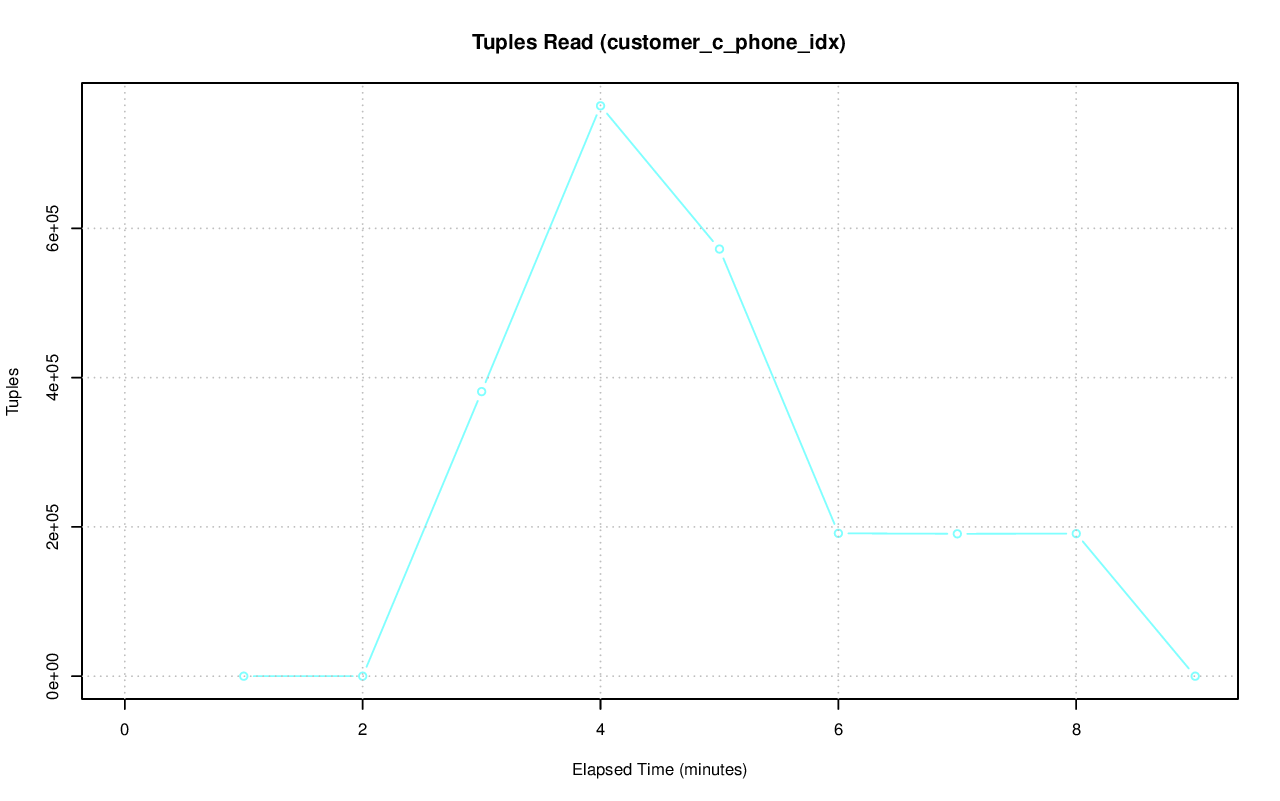 Tuples Read (customer_c_phone_idx)
Tuples
6e+05
4e+05
2e+05
0e+00
0 2 4 6 8
Elapsed Time (minutes)